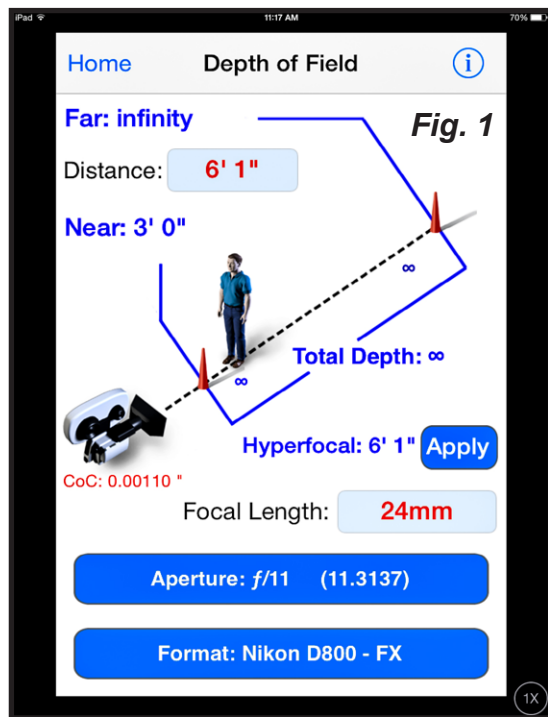 iPad 11:17 AM 70%
Home Depth of Field i
Far: infinity
Fig. 1
Distance: 6' 1"
Near: 3' 0"
∞
Total Depth: ∞
∞
Hyperfocal: 6' 1" Apply
CoC: 0.00110 "
Focal Length: 24mm
Aperture: ƒ/11 (11.3137)
Format: Nikon D800 - FX
1X